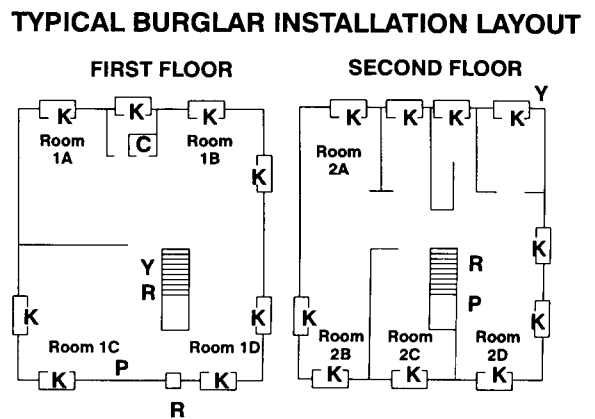 TYPICAL BURGLAR INSTALLATION LAYOUT
FIRST FLOOR
SECOND FLOOR
K K K
Room 1A
C
Room 1B
K
Y
R
K
K
Room 1C
P
Room 1D
K
K
R
K K K K
Y
Room 2A
K
R
P
K
K
Room 2B
Room 2C
Room 2D
K K K